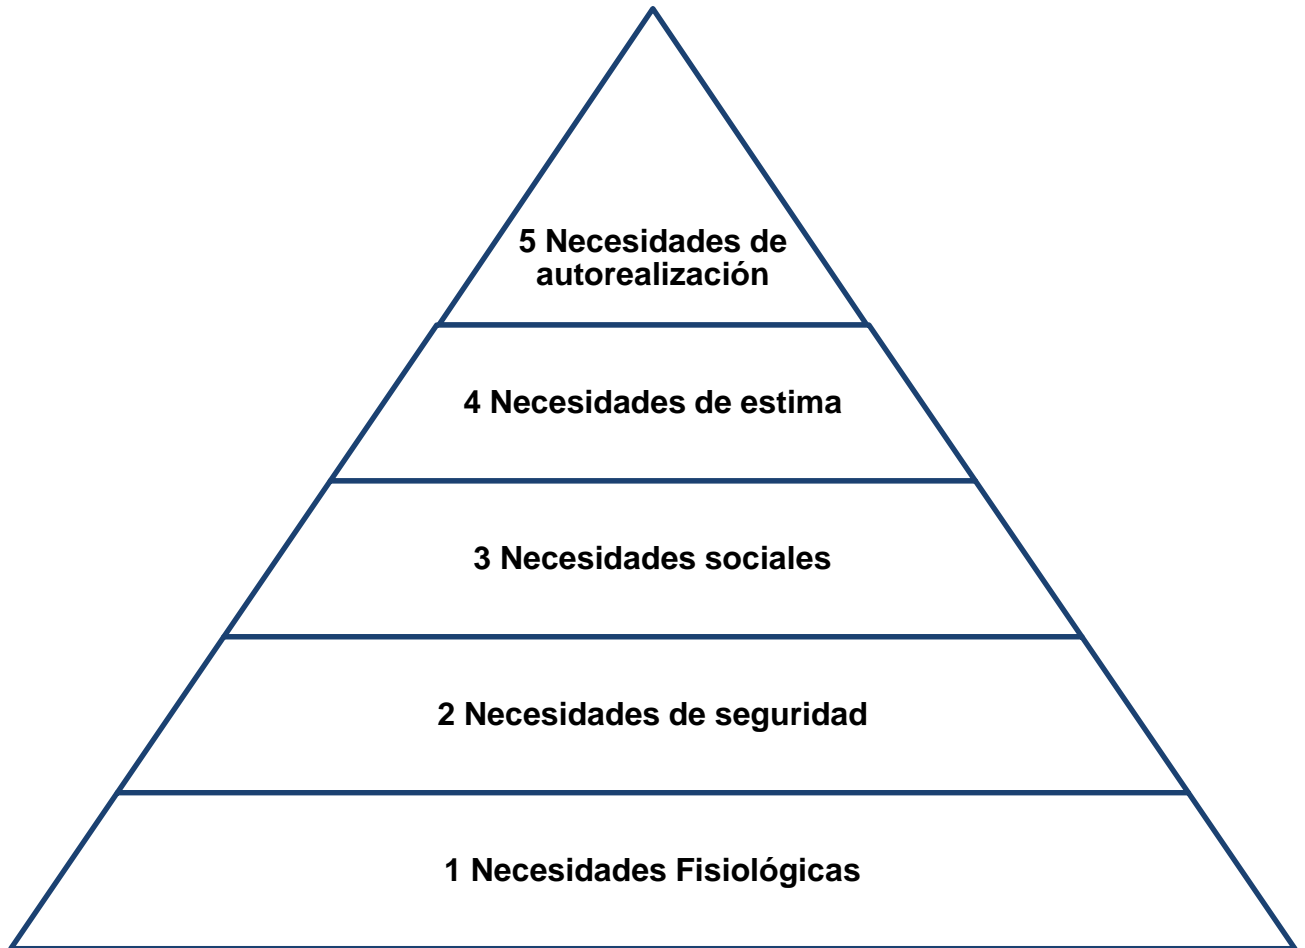 5 Necesidades de
autorealización
4 Necesidades de estima
3 Necesidades sociales
2 Necesidades de seguridad
1 Necesidades Fisiológicas